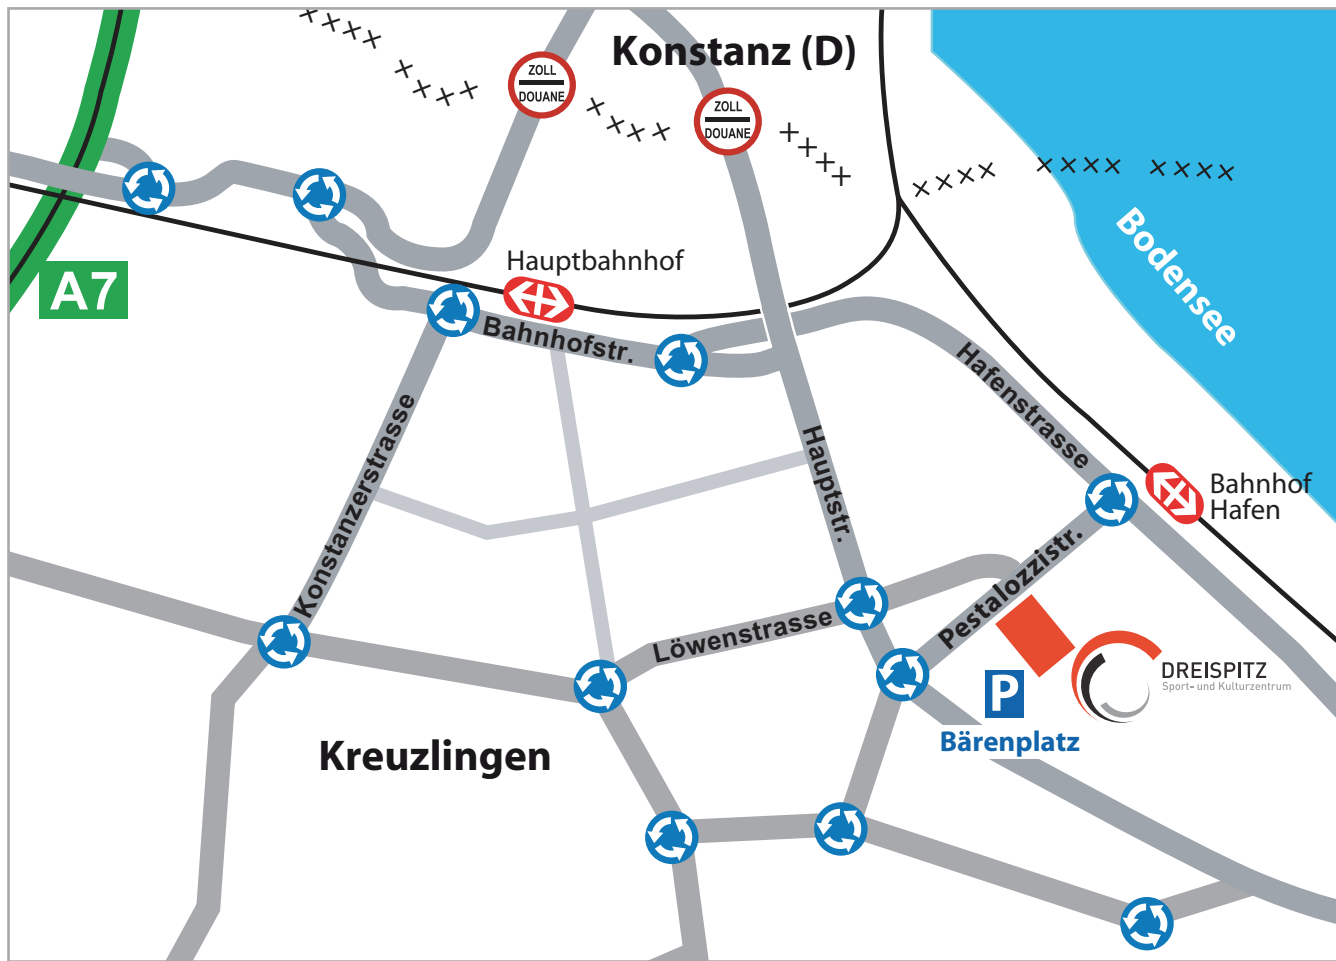 Konstanz (D)
ZOLL
DOUANE
ZOLL
DOUANE
Bodensee
A7
Hauptbahnhof
Bahnhofstr.
Hafenstrasse
Konstanzerstrasse
Hauptstr.
Bahnhof
Hafen
Pestalozzistr.
Löwenstrasse
DREISPITZ
Sport- und Kulturzentrum
P
Bärenplatz
Kreuzlingen